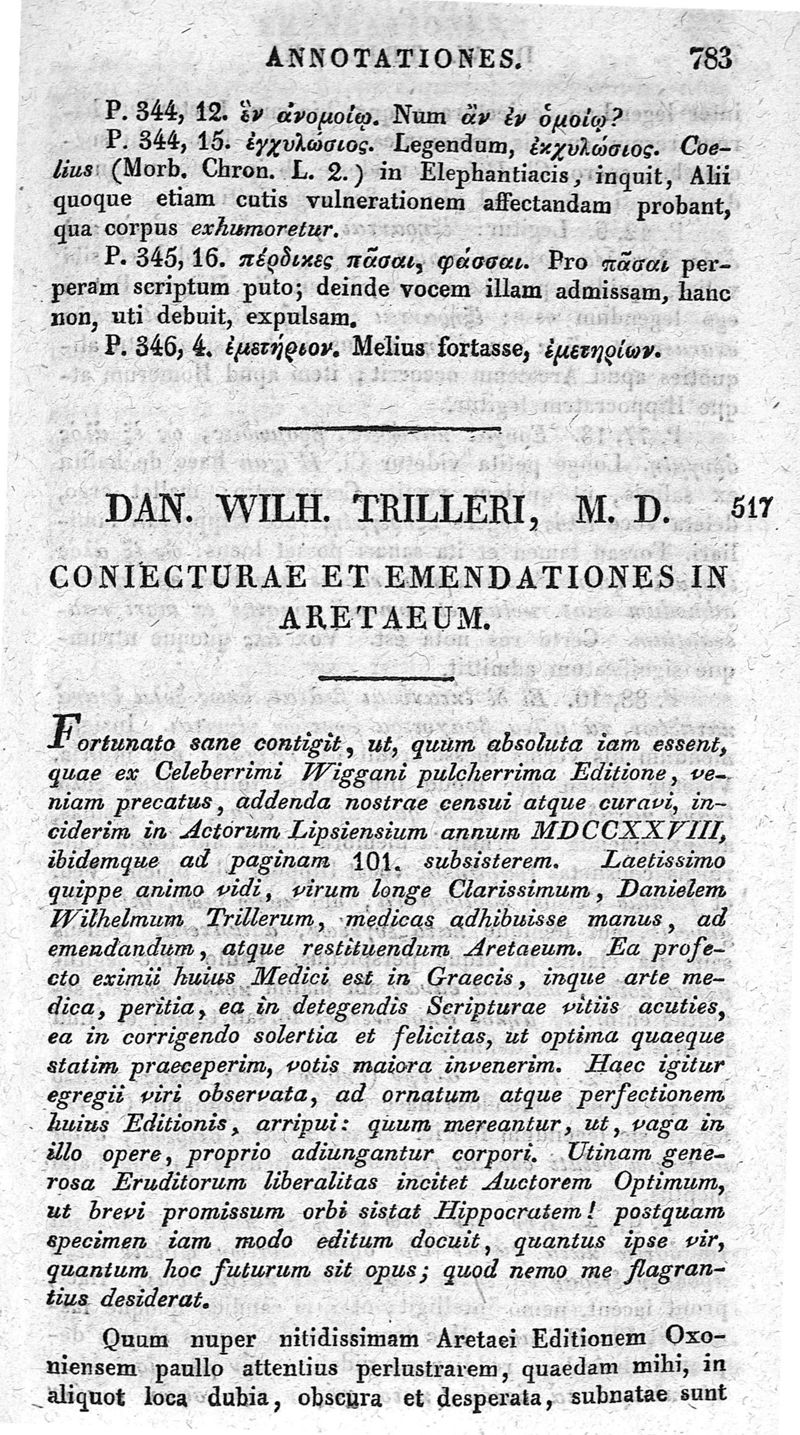 ANNOTATIONES. 783
P. 344, 12. ἓν ἀνομοίῳ. Num ἂν ἐν ὁμοίῳ?
P. 344, 15. ἐγχυλώσιος. Legendum, ἐκχυλώσιος. Coe-
lius (Morb. Chron. L. 2.) in Elephantiacis, inquit, Alii
quoque etiam cutis vulnerationem affectandam probant,
qua corpus exhumoretur.
P. 345, 16. πέρδικες πᾶσαι, φάσσαι. Pro πᾶσαι per-
peram scriptum puto; deinde vocem illam admissam, hanc
non, uti debuit, expulsam.
P. 346, 4. ἐμετήριον. Melius fortasse, ἐμετηρίων.
DAN. WILH. TRILLERI, M. D. 517
CONIECTURAE ET EMENDATIONES IN
ARETAEUM.
Fortunato sane contigit, ut, quum absoluta iam essent,
quae ex Celeberrimi Wiggani pulcherrima Editione, ve-
niam precatus, addenda nostrae censui atque curavi, in-
ciderim in Actorum Lipsiensium annum MDCCXXVIII,
ibidemque ad paginam 101. subsisterem. Laetissimo
quippe animo vidi, virum longe Clarissimum, Danielem
Wilhelmum Trillerum, medicas adhibuisse manus, ad
emendandum, atque restituendum Aretaeum. Ea profe-
cto eximii huius Medici est in Graecis, inque arte me-
dica, peritia, ea in detegendis Scripturae vitiis acuties,
ea in corrigendo solertia et felicitas, ut optima quaeque
statim praeceperim, votis maiora invenerim. Haec igitur
egregii viri observata, ad ornatum atque perfectionem
huius Editionis, arripui: quum mereantur, ut, vaga in
illo opere, proprio adiungantur corpori. Utinam gene-
rosa Eruditorum liberalitas incitet Auctorem Optimum,
ut brevi promissum orbi sistat Hippocratem! postquam
specimen iam modo editum docuit, quantus ipse vir,
quantum hoc futurum sit opus; quod nemo me flagran-
tius desiderat.
Quum nuper nitidissimam Aretaei Editionem Oxo-
niensem paullo attentius perlustrarem, quaedam mihi, in
aliquot loca dubia, obscura et desperata, subnatae sunt